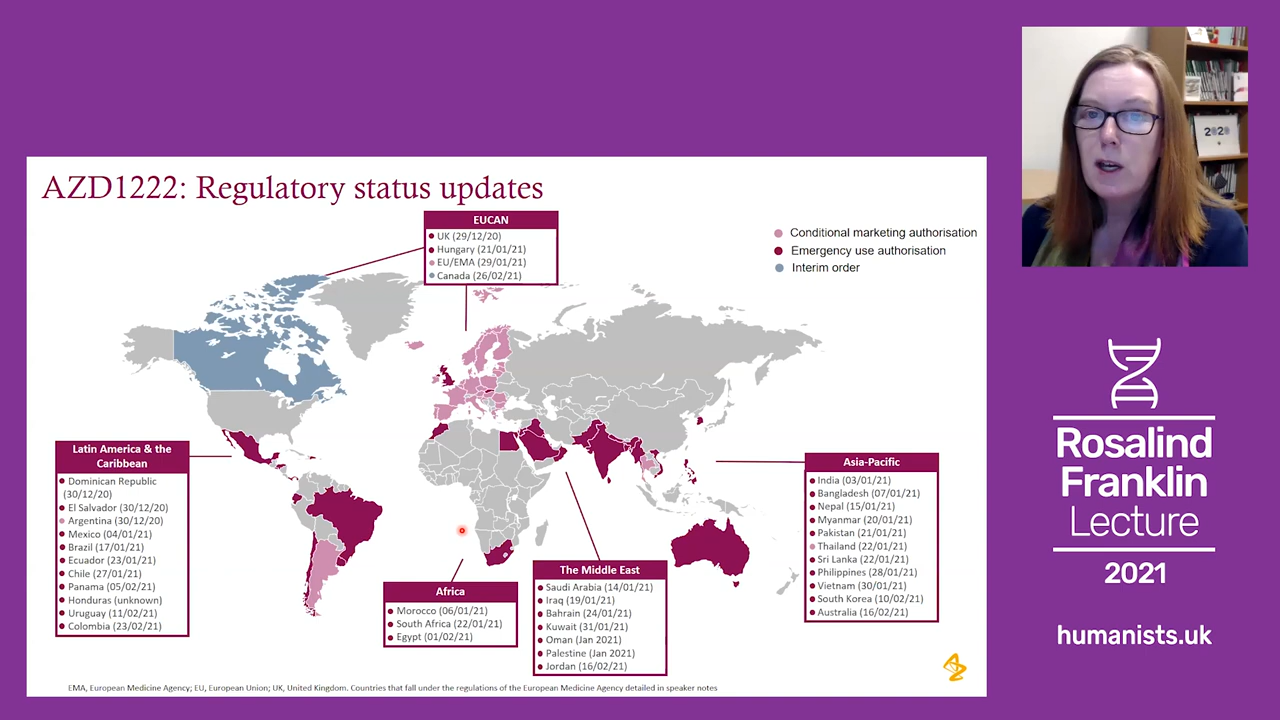 AZD1222: Regulatory status updates
EUCAN
UK (29/12/20)
Hungary (21/01/21)
EU/EMA (29/01/21)
Canada (26/02/21)
Conditional marketing authorisation
Emergency use authorisation
Interim order
Latin America & the
Caribbean
Dominican Republic
(30/12/20)
El Salvador (30/12/20)
Argentina (30/12/20)
Mexico (04/01/21)
Brazil (17/01/21)
Ecuador (23/01/21)
Chile (27/01/21)
Panama (05/02/21)
Honduras (unknown)
Uruguay (11/02/21)
Colombia (23/02/21)
Africa
Morocco (06/01/21)
South Africa (22/01/21)
Egypt (01/02/21)
The Middle East
Saudi Arabia (14/01/21)
Iraq (19/01/21)
Bahrain (24/01/21)
Kuwait (31/01/21)
Oman (Jan 2021)
Palestine (Jan 2021)
Jordan (16/02/21)
Asia-Pacific
India (03/01/21)
Bangladesh (07/01/21)
Nepal (15/01/21)
Myanmar (20/01/21)
Pakistan (21/01/21)
Thailand (22/01/21)
Sri Lanka (22/01/21)
Philippines (28/01/21)
Vietnam (30/01/21)
South Korea (10/02/21)
Australia (16/02/21)
EMA, European Medicine Agency; EU, European Union; UK, United Kingdom. Countries that fall under the regulations of the European Medicine Agency detailed in speaker notes
2020
Rosalind
Franklin
Lecture
2021
humanists.uk